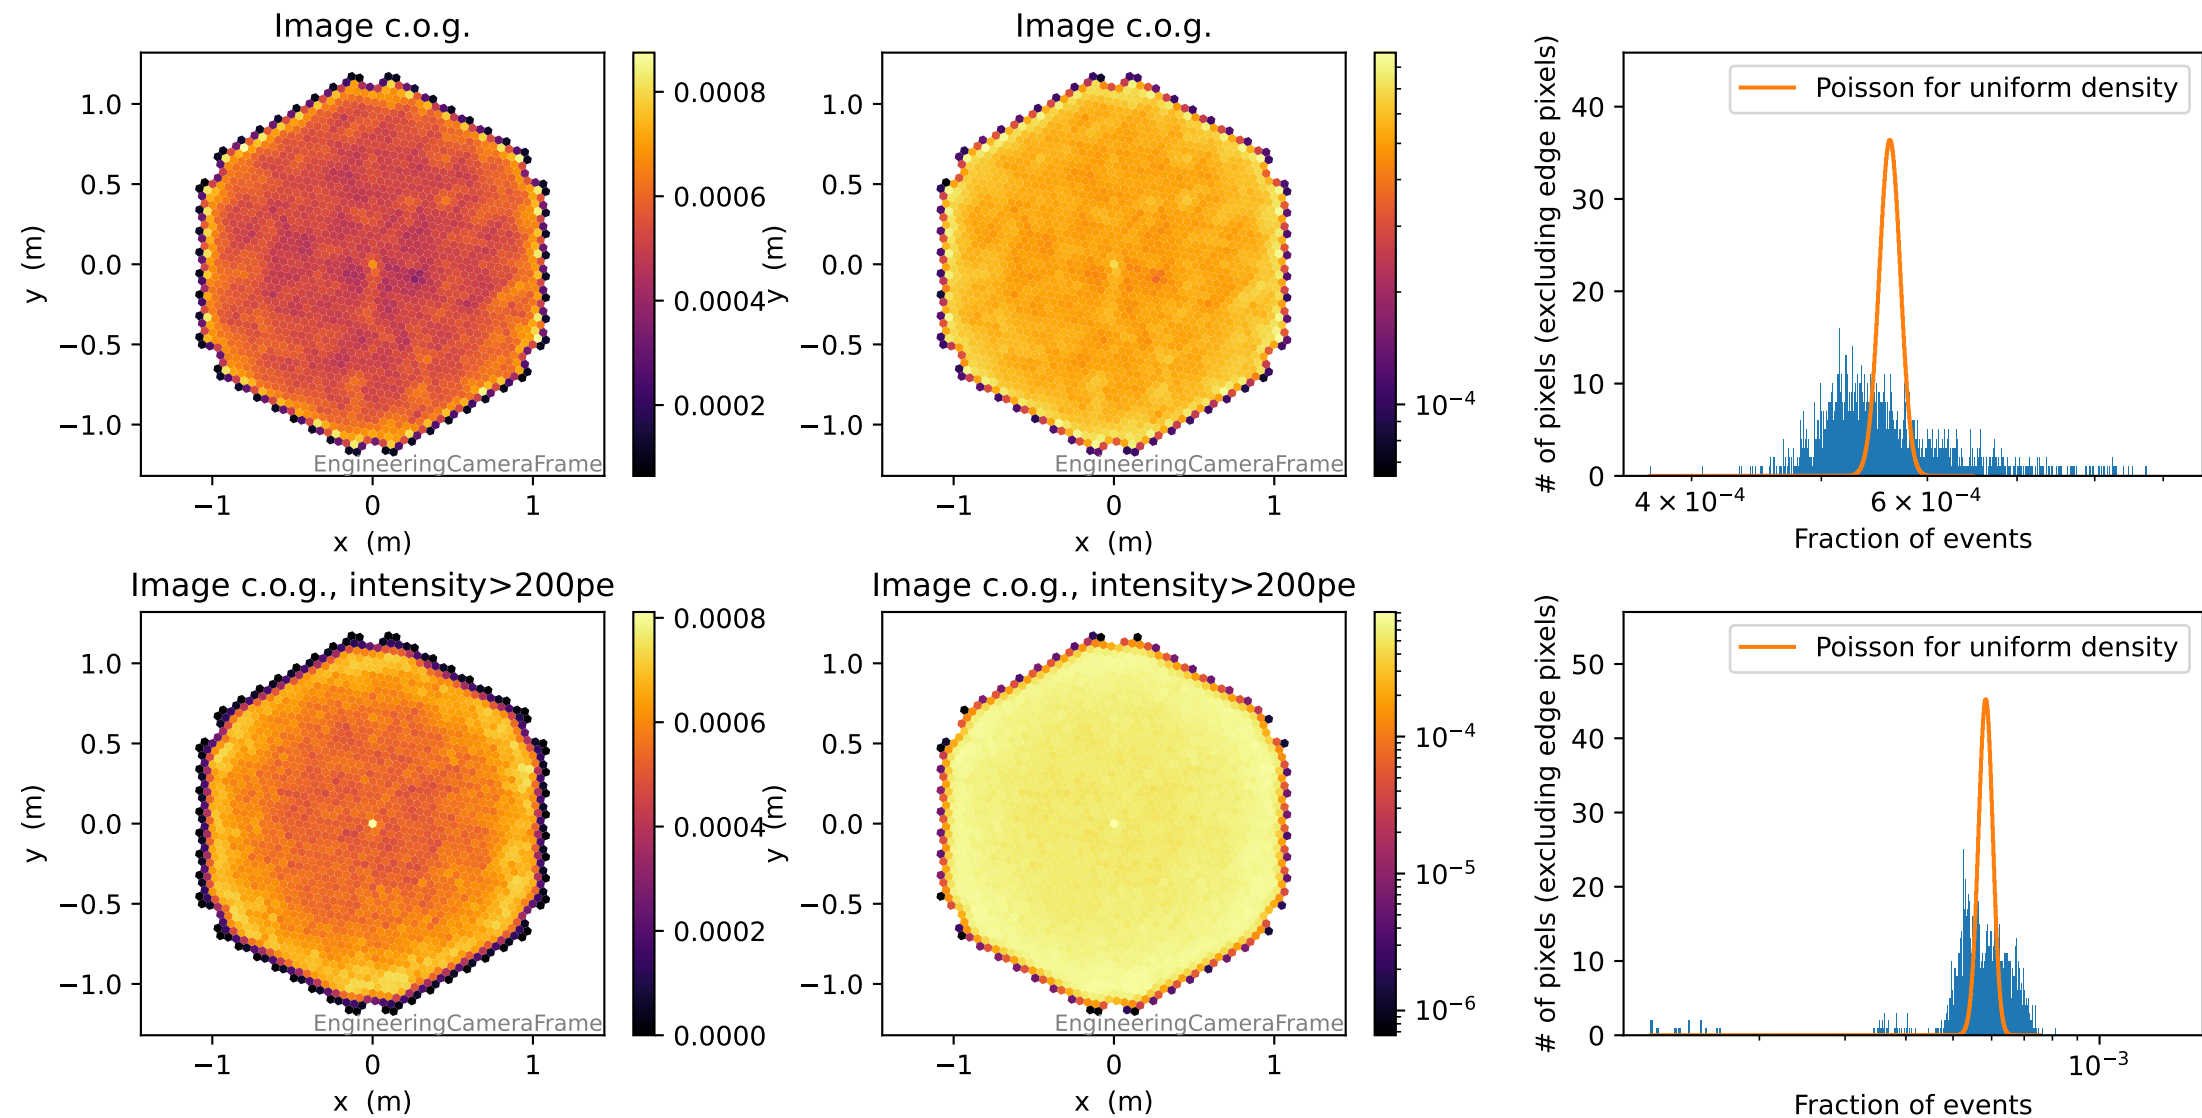 Image c.o.g.
y (m)
1.0
0.5
0.0
−0.5
−1.0
EngineeringCameraFrame
−1 0 1
x (m)
0.0008
0.0006
0.0004
0.0002
Image c.o.g.
y (m)
1.0
0.5
0.0
−0.5
−1.0
EngineeringCameraFrame
−1 0 1
x (m)
10⁻⁴
# of pixels (excluding edge pixels)
40
30
20
10
0
Poisson for uniform density
4 × 10⁻⁴ 6 × 10⁻⁴
Fraction of events
Image c.o.g., intensity>200pe
y (m)
1.0
0.5
0.0
−0.5
−1.0
EngineeringCameraFrame
−1 0 1
x (m)
0.0008
0.0006
0.0004
0.0002
0.0000
Image c.o.g., intensity>200pe
y (m)
1.0
0.5
0.0
−0.5
−1.0
EngineeringCameraFrame
−1 0 1
x (m)
10⁻⁴
10⁻⁵
10⁻⁶
# of pixels (excluding edge pixels)
50
40
30
20
10
0
Poisson for uniform density
10⁻³
Fraction of events